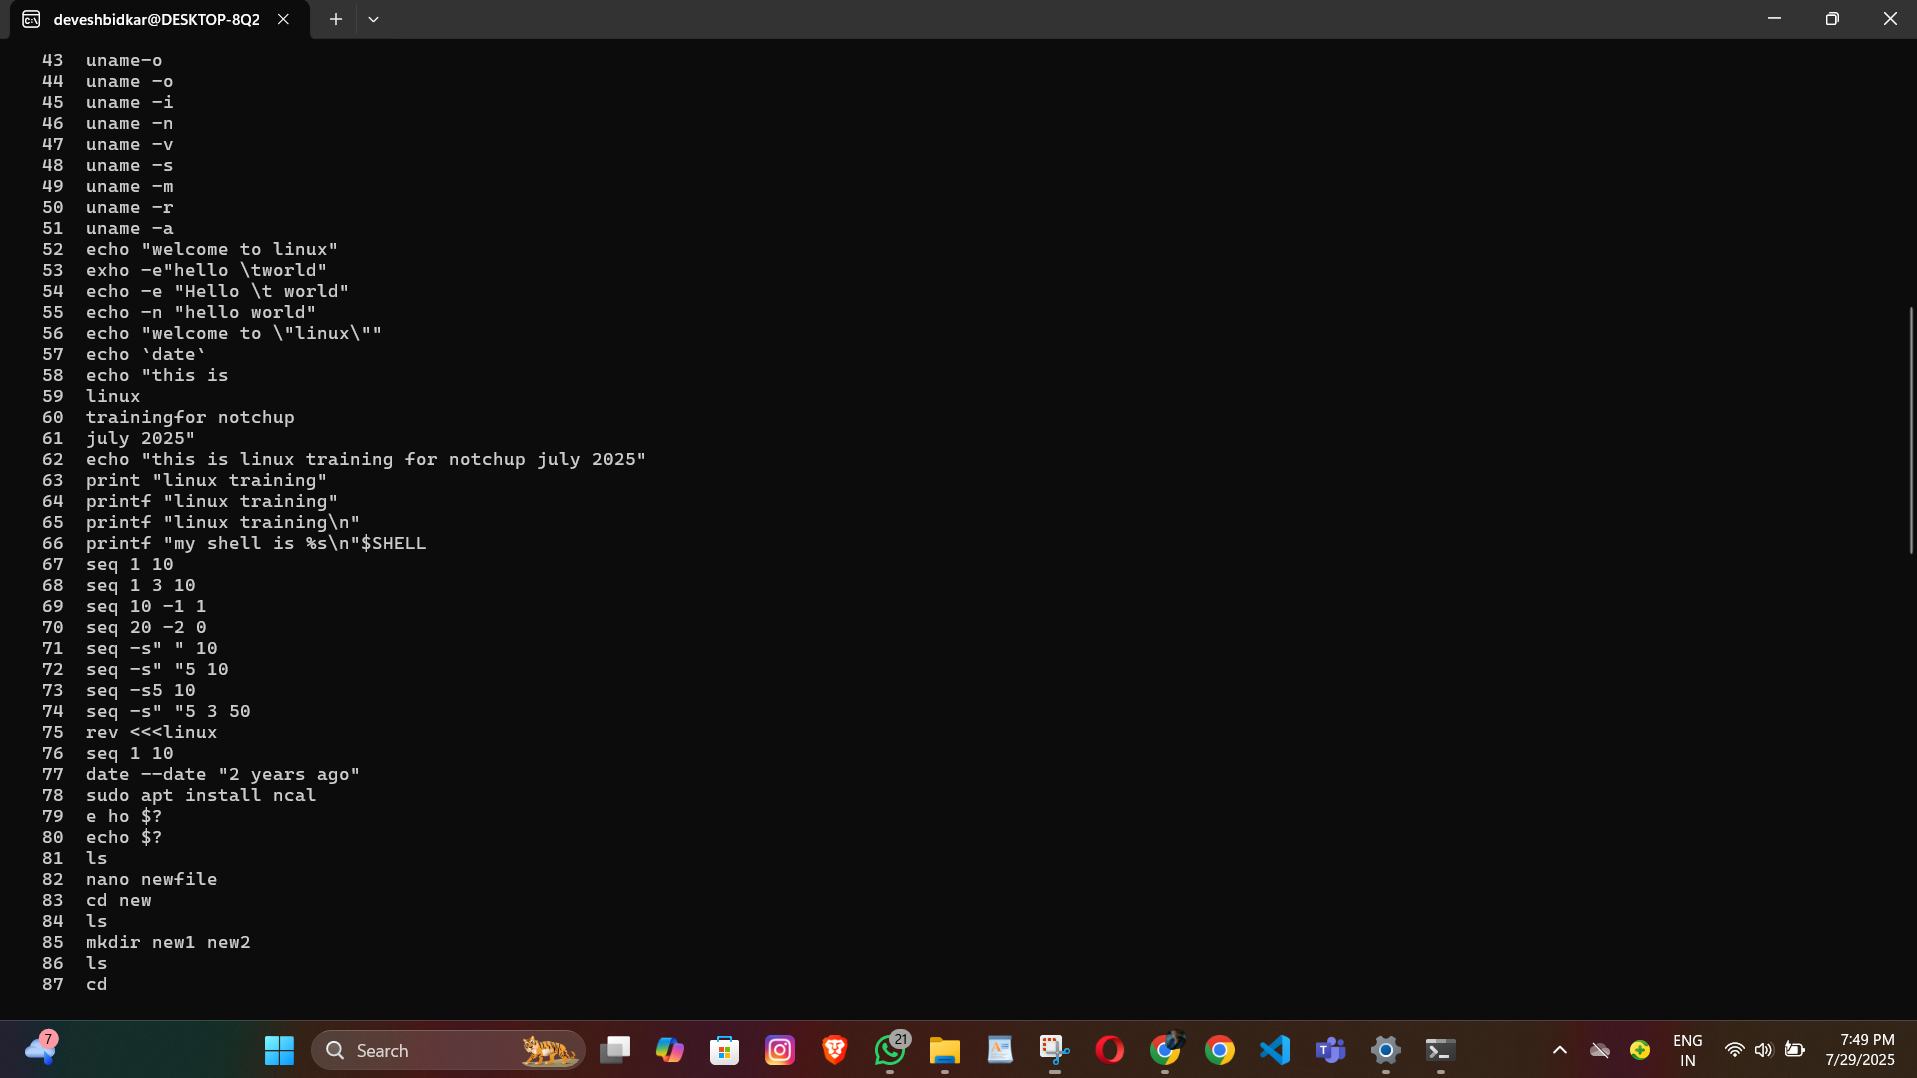 deveshbidkar@DESKTOP-8Q2
43 uname-o
44 uname -o
45 uname -i
46 uname -n
47 uname -v
48 uname -s
49 uname -m
50 uname -r
51 uname -a
52 echo "welcome to linux"
53 exho -e"hello \tworld"
54 echo -e "Hello \t world"
55 echo -n "hello world"
56 echo "welcome to \"linux\""
57 echo `date`
58 echo "this is
59 linux
60 trainingfor notchup
61 july 2025"
62 echo "this is linux training for notchup july 2025"
63 print "linux training"
64 printf "linux training"
65 printf "linux training\n"
66 printf "my shell is %s\n"$SHELL
67 seq 1 10
68 seq 1 3 10
69 seq 10 -1 1
70 seq 20 -2 0
71 seq -s" " 10
72 seq -s" "5 10
73 seq -s5 10
74 seq -s" "5 3 50
75 rev <<<linux
76 seq 1 10
77 date --date "2 years ago"
78 sudo apt install ncal
79 e ho $?
80 echo $?
81 ls
82 nano newfile
83 cd new
84 ls
85 mkdir new1 new2
86 ls
87 cd
7
Search
21
ENG
IN
7:49 PM
7/29/2025